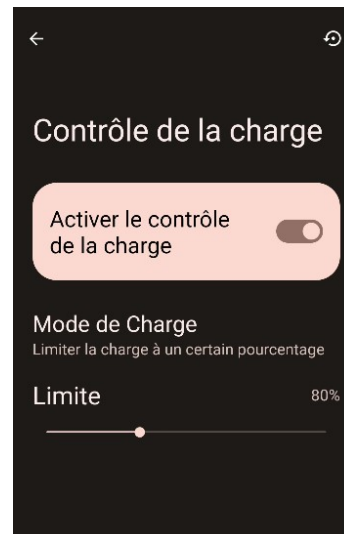 Contrôle de la charge
Activer le contrôle
de la charge
Mode de Charge
Limiter la charge à un certain pourcentage
Limite 80%